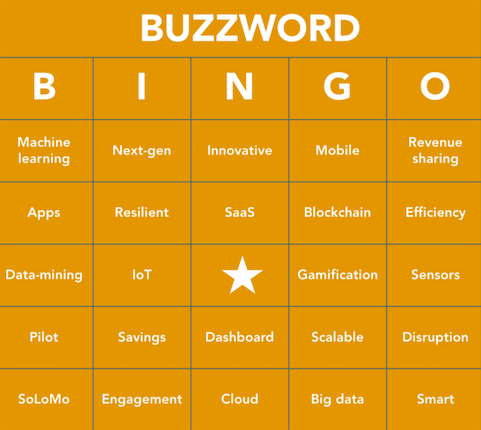 BUZZWORD
B I N G O
Machine learning Next-gen Innovative Mobile Revenue sharing
Apps Resilient SaaS Blockchain Efficiency
Data-mining IoT Gamification Sensors
Pilot Savings Dashboard Scalable Disruption
SoLoMo Engagement Cloud Big data Smart